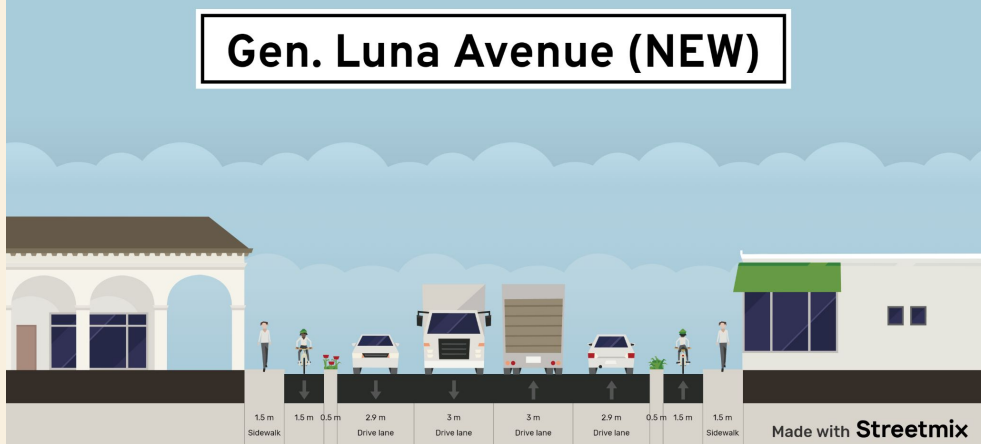 Gen. Luna Avenue (NEW)
1.5 m 1.5 m 0.5 m 2.9 m 3 m 3 m 2.9 m 0.5 m 1.5 m 1.5 m
Sidewalk Drive lane Drive lane Drive lane Drive lane Sidewalk
Made with Streetmix